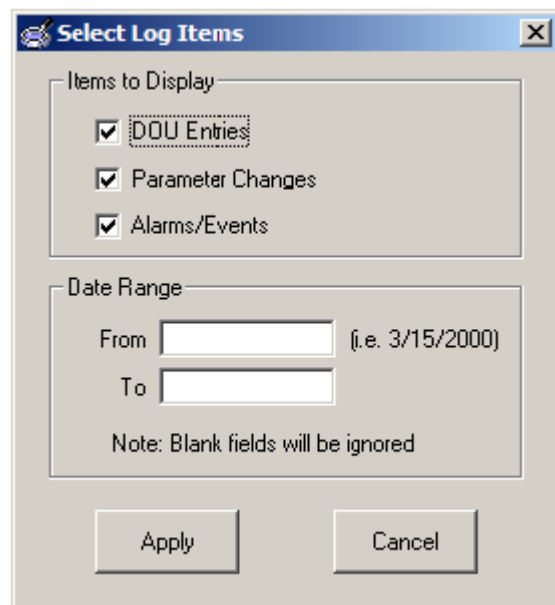 Select Log Items
Items to Display
DOU Entries
Parameter Changes
Alarms/Events
Date Range
From (i.e. 3/15/2000)
To
Note: Blank fields will be ignored
Apply Cancel